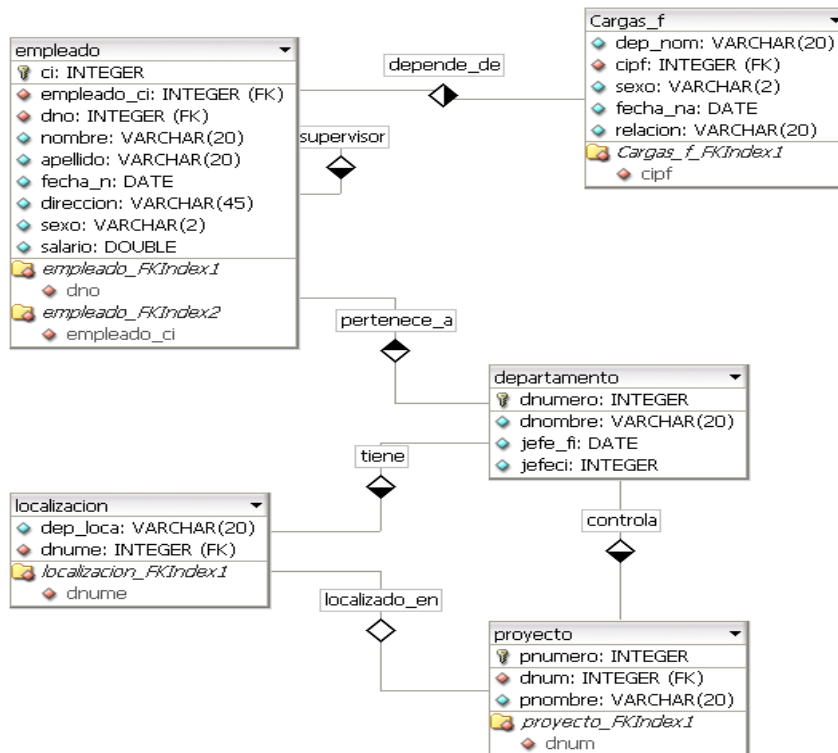 empleado
ci: INTEGER
empleado_ci: INTEGER (FK)
dno: INTEGER (FK)
nombre: VARCHAR(20)
apellido: VARCHAR(20)
fecha_n: DATE
direccion: VARCHAR(45)
sexo: VARCHAR(2)
salario: DOUBLE
empleado_FKIndex1
dno
empleado_FKIndex2
empleado_ci
depende_de
supervisor
Cargas_f
dep_nom: VARCHAR(20)
cipf: INTEGER (FK)
sexo: VARCHAR(2)
fecha_na: DATE
relacion: VARCHAR(20)
Cargas_f_FKIndex1
cipf
pertenece_a
departamento
dnumero: INTEGER
dnombre: VARCHAR(20)
jefe_fi: DATE
jefeci: INTEGER
tiene
localizacion
dep_loca: VARCHAR(20)
dnume: INTEGER (FK)
localizacion_FKIndex1
dnume
controla
localizado_en
proyecto
pnumero: INTEGER
dnum: INTEGER (FK)
pnombre: VARCHAR(20)
proyecto_FKIndex1
dnum